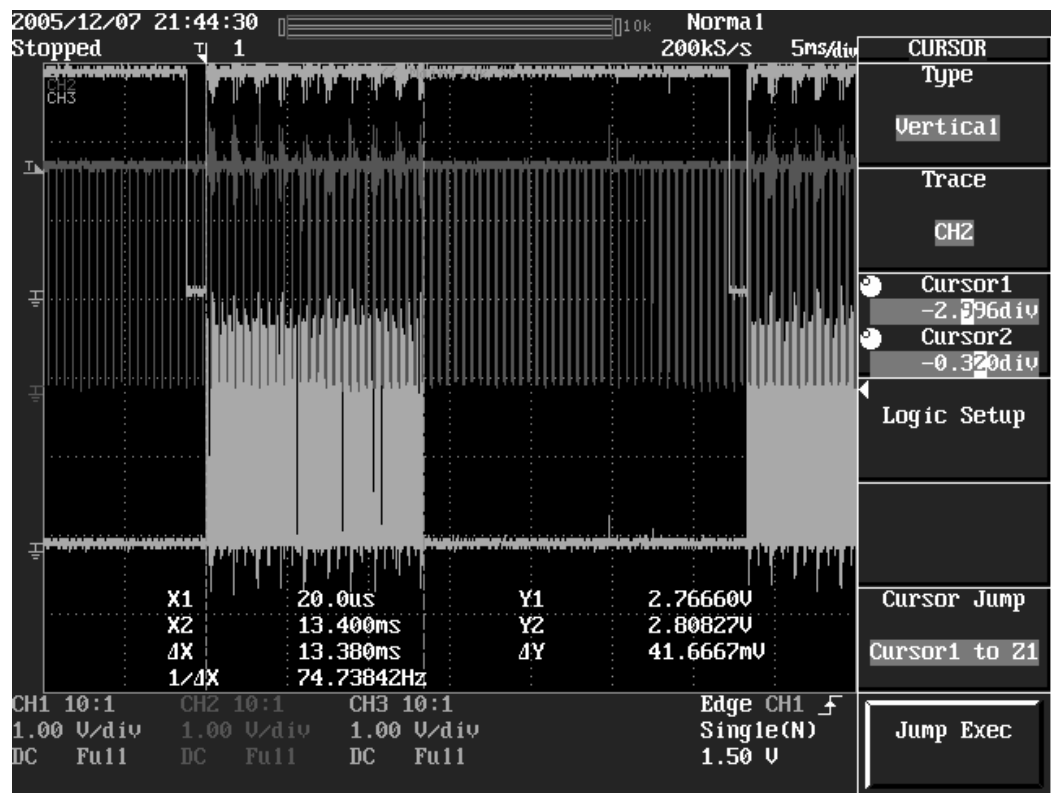 2005/12/07 21:44:30 10k Normal
Stopped 1 200kS/s 5ms/div
CH2
CH3
T
CURSOR
Type
Vertical
Trace
CH2
Cursor1
-2.996div
Cursor2
-0.320div
Logic Setup
Cursor Jump
Cursor1 to Z1
Jump Exec
X1 20.0us Y1 2.76660V
X2 13.400ms Y2 2.80827V
ΔX 13.380ms ΔY 41.6667mV
1/ΔX 74.73842Hz
CH1 10:1 CH2 10:1 CH3 10:1 Edge CH1
1.00 V/div 1.00 V/div 1.00 V/div Single(N)
DC Full DC Full DC Full 1.50 V